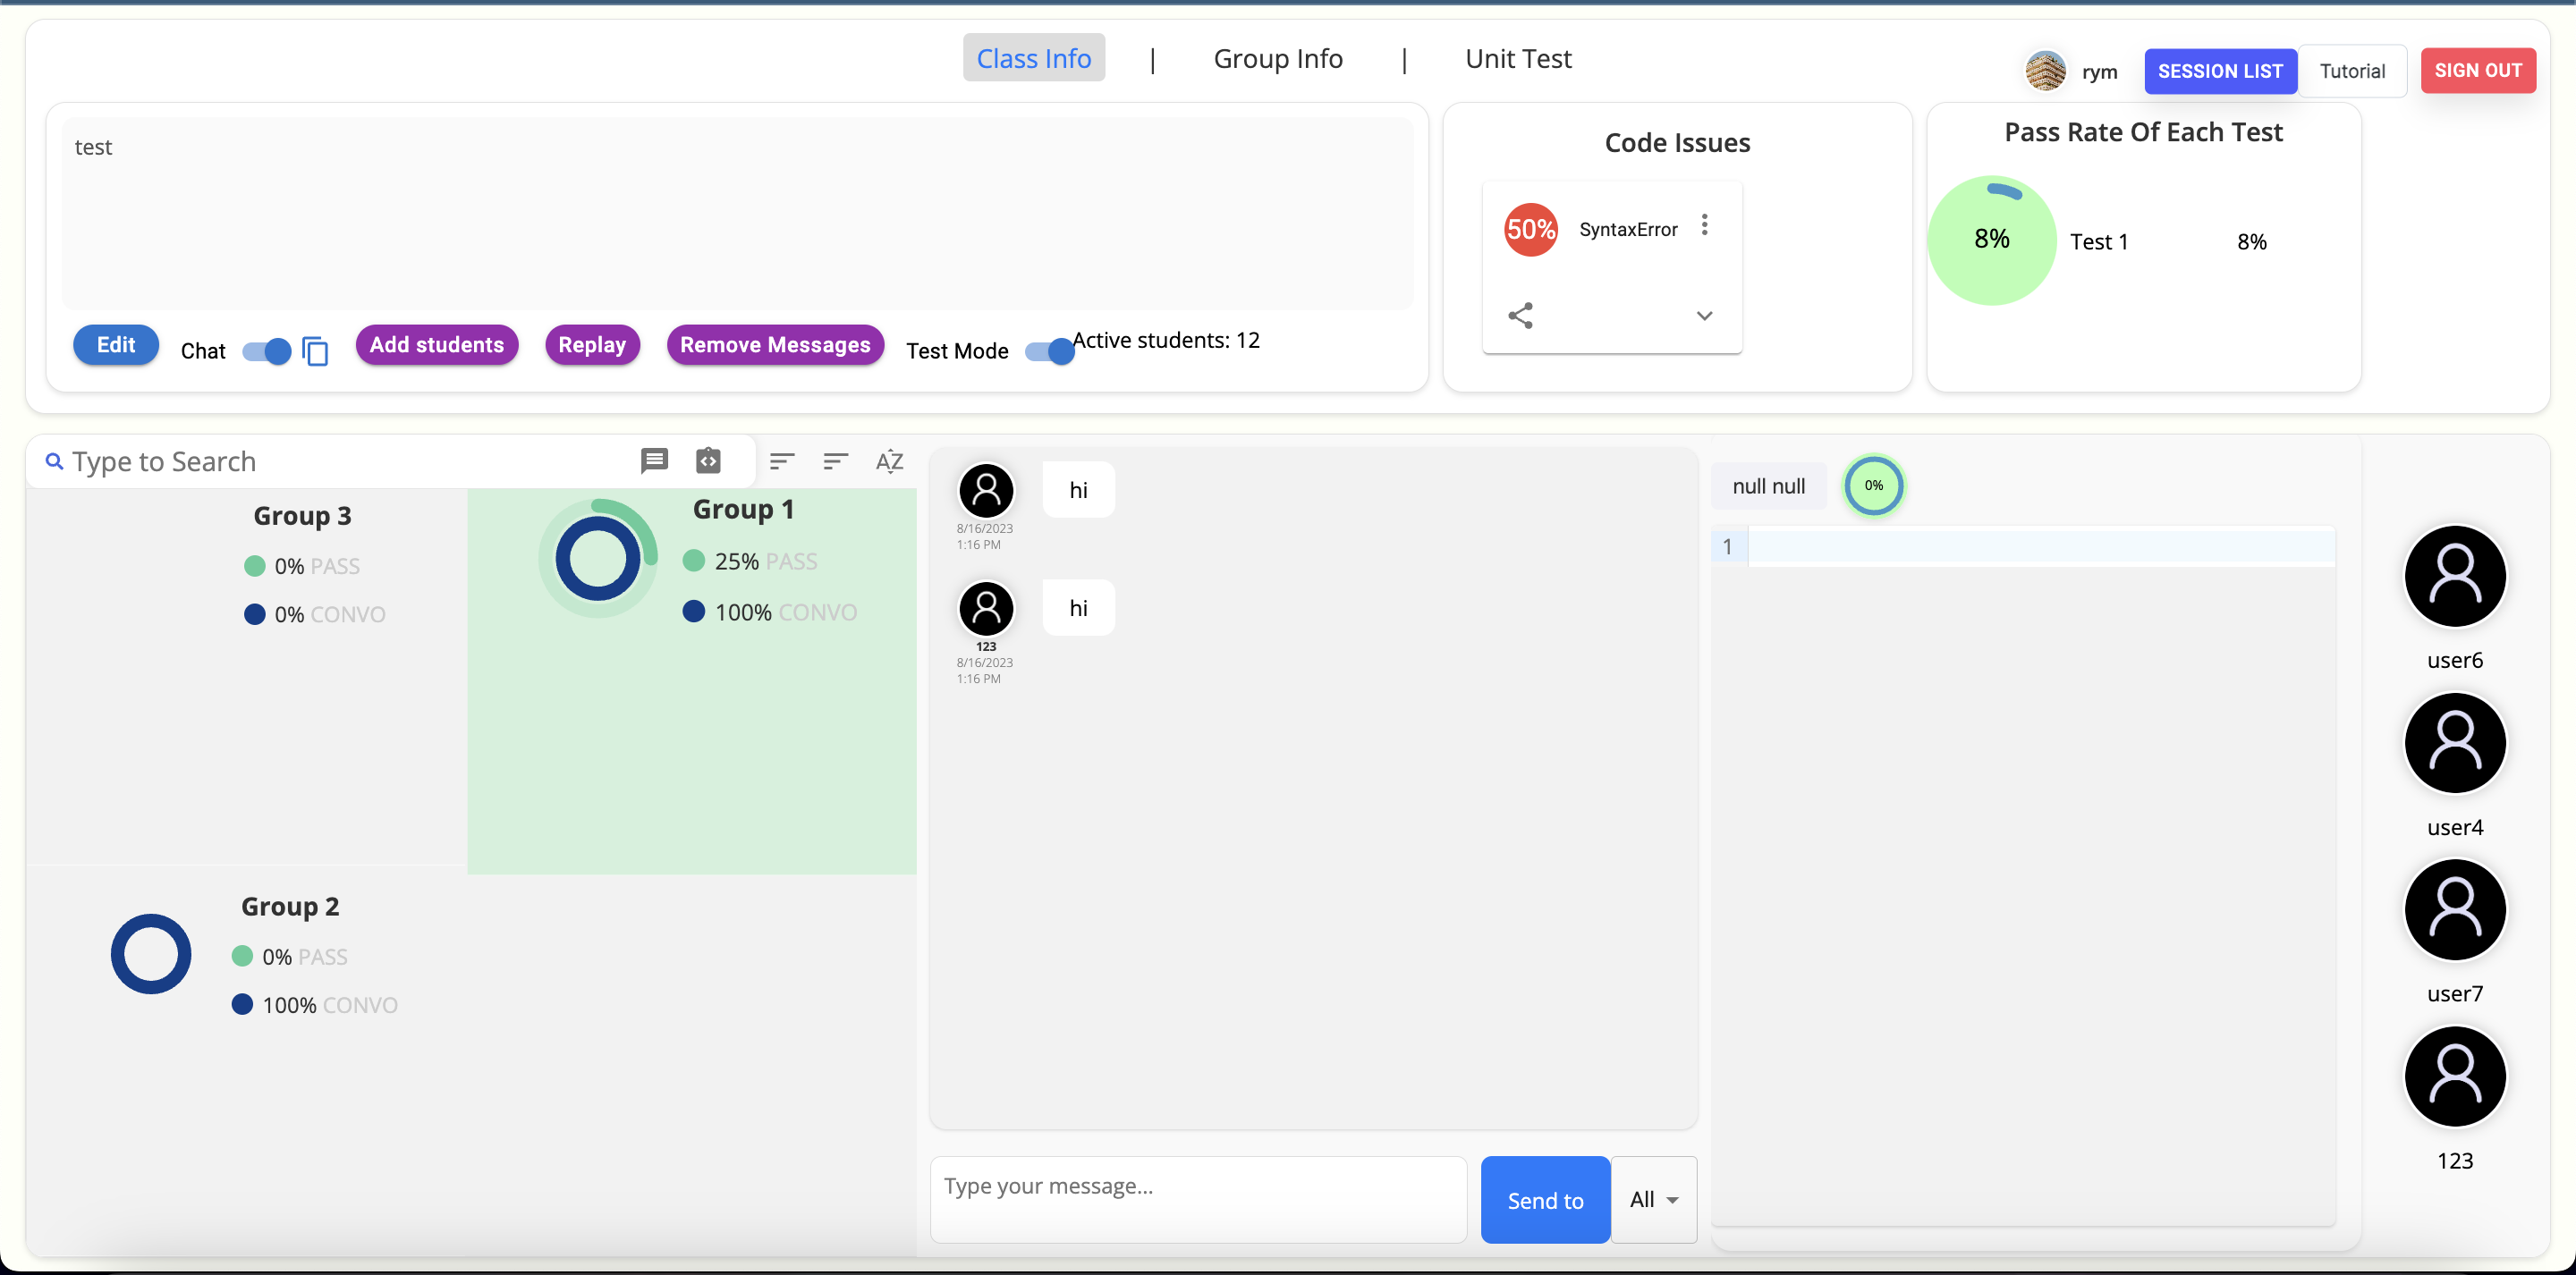 Class Info | Group Info | Unit Test
rym SESSION LIST Tutorial SIGN OUT
test
Edit Chat Add students Replay Remove Messages Test Mode Active students: 12
Code Issues
50% SyntaxError
Pass Rate Of Each Test
8% Test 1 8%
Type to Search
AZ
Group 3
0% PASS
0% CONVO
Group 1
25% PASS
100% CONVO
Group 2
0% PASS
100% CONVO
hi
8/16/2023
1:16 PM
hi
123
8/16/2023
1:16 PM
Type your message...
Send to All
null null 0%
1
user6
user4
user7
123